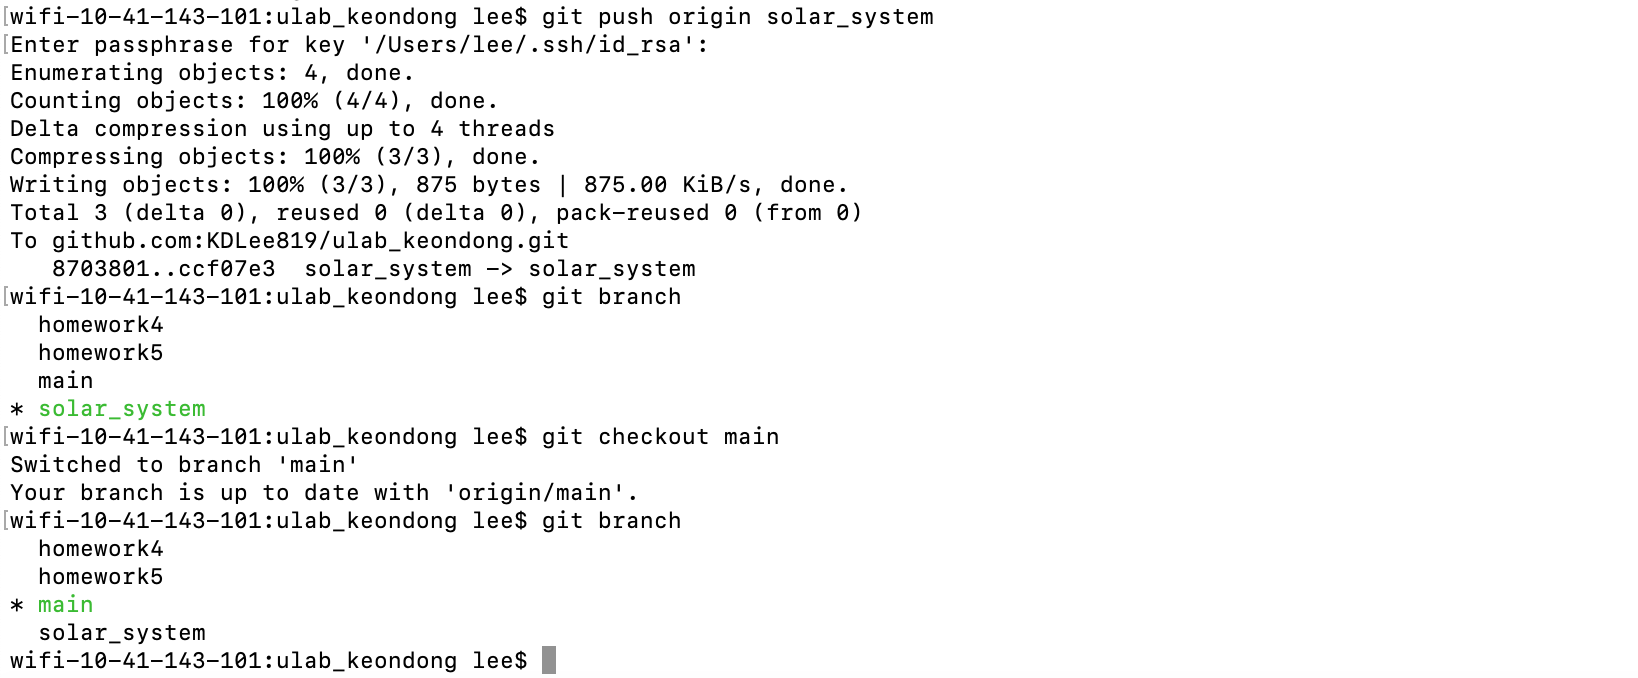 [wifi-10-41-143-101:ulab_keondong lee$ git push origin solar_system
[Enter passphrase for key '/Users/lee/.ssh/id_rsa':
Enumerating objects: 4, done.
Counting objects: 100% (4/4), done.
Delta compression using up to 4 threads
Compressing objects: 100% (3/3), done.
Writing objects: 100% (3/3), 875 bytes | 875.00 KiB/s, done.
Total 3 (delta 0), reused 0 (delta 0), pack-reused 0 (from 0)
To github.com:KDLee819/ulab_keondong.git
   8703801..ccf07e3  solar_system -> solar_system
[wifi-10-41-143-101:ulab_keondong lee$ git branch
  homework4
  homework5
  main
* solar_system
[wifi-10-41-143-101:ulab_keondong lee$ git checkout main
Switched to branch 'main'
Your branch is up to date with 'origin/main'.
[wifi-10-41-143-101:ulab_keondong lee$ git branch
  homework4
  homework5
* main
  solar_system
wifi-10-41-143-101:ulab_keondong lee$